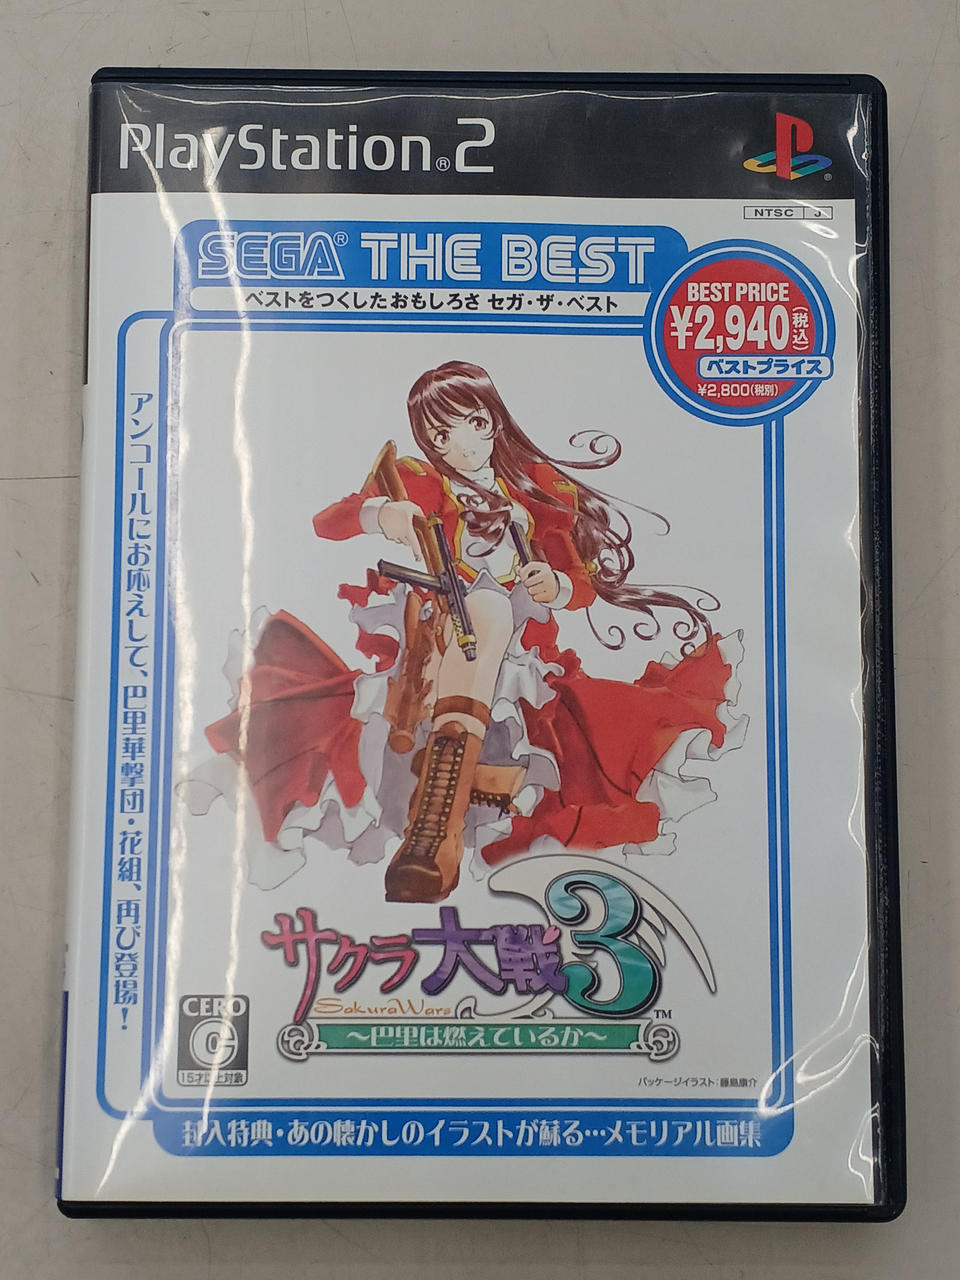 PlayStation®2
NTSC J
SEGA® THE BEST
ベストをつくしたおもしろさ セガ・ザ・ベスト
BEST PRICE
¥2,940(税込)
ベストプライス
¥2,800(税別)
アンコールにお応えして、巴里華撃団・花組、再び登場!
サクラ大戦3
Sakura Wars
TM
~巴里は燃えているか~
CERO
C
15才以上対象
パッケージイラスト:藤島康介
封入特典・あの懐かしのイラストが蘇る…メモリアル画集